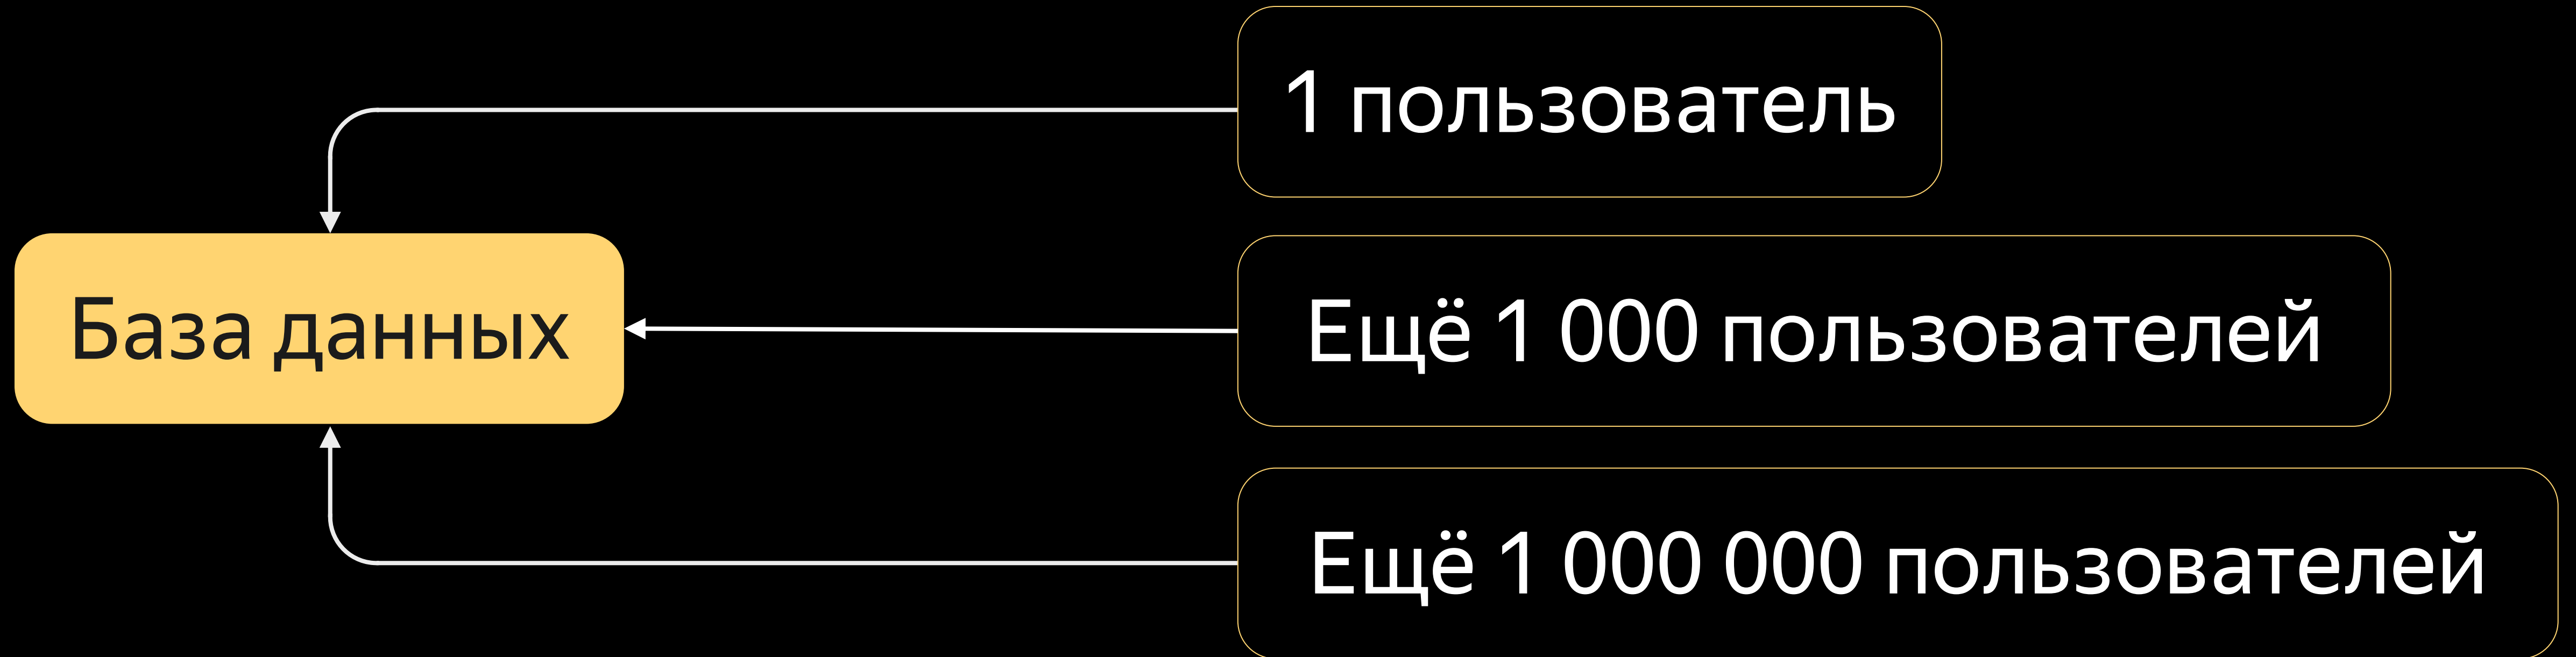 1 пользователь
База данных
Ещё 1 000 пользователей
Ещё 1 000 000 пользователей